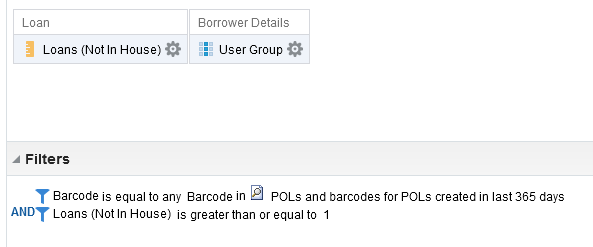 Loan Borrower Details
Loans (Not In House) User Group
Filters
Barcode is equal to any Barcode in POLs and barcodes for POLs created in last 365 days
AND Loans (Not In House) is greater than or equal to 1